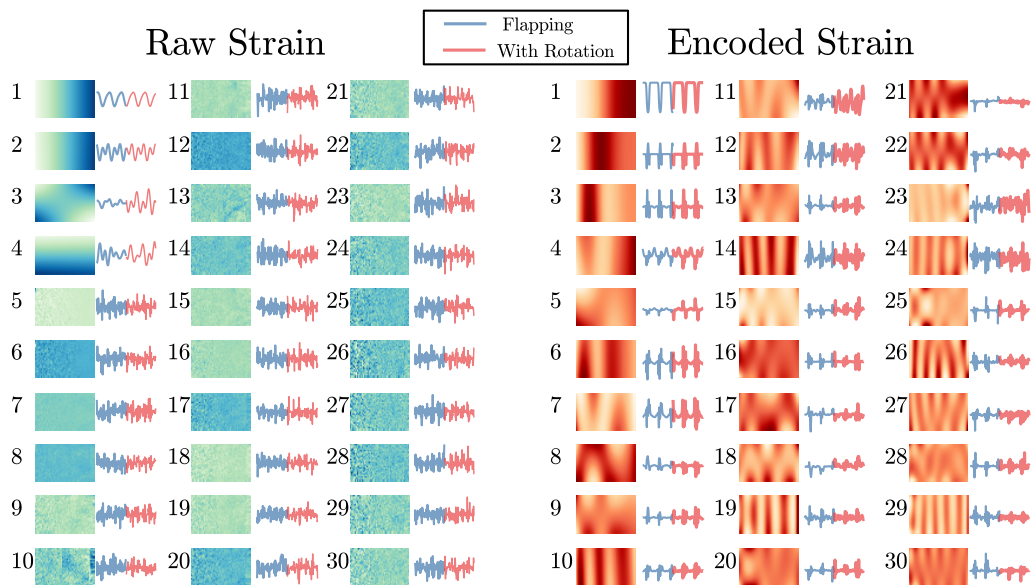 Raw Strain
Flapping
With Rotation
Encoded Strain
1 11 21
2 12 22
3 13 23
4 14 24
5 15 25
6 16 26
7 17 27
8 18 28
9 19 29
10 20 30
1 11 21
2 12 22
3 13 23
4 14 24
5 15 25
6 16 26
7 17 27
8 18 28
9 19 29
10 20 30